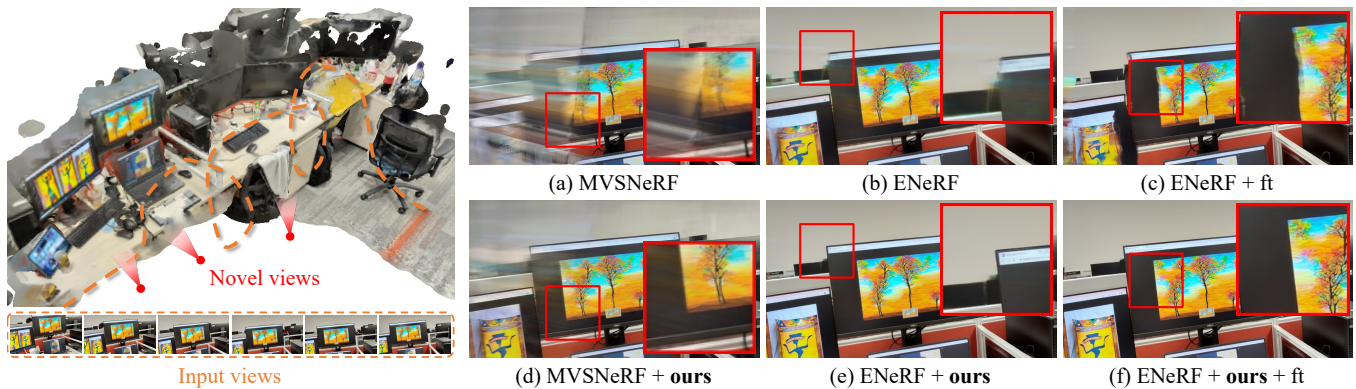 Novel views
Input views
(a) MVSNeRF
(b) ENeRF
(c) ENeRF + ft
(d) MVSNeRF + ours
(e) ENeRF + ours
(f) ENeRF + ours + ft